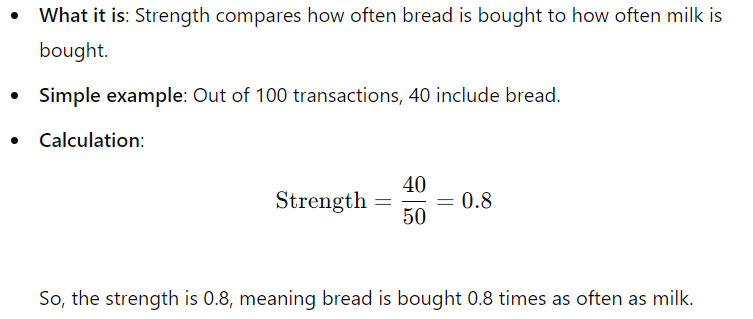 • What it is: Strength compares how often bread is bought to how often milk is
bought.
• Simple example: Out of 100 transactions, 40 include bread.
• Calculation:
Strength = 40/50 = 0.8
So, the strength is 0.8, meaning bread is bought 0.8 times as often as milk.